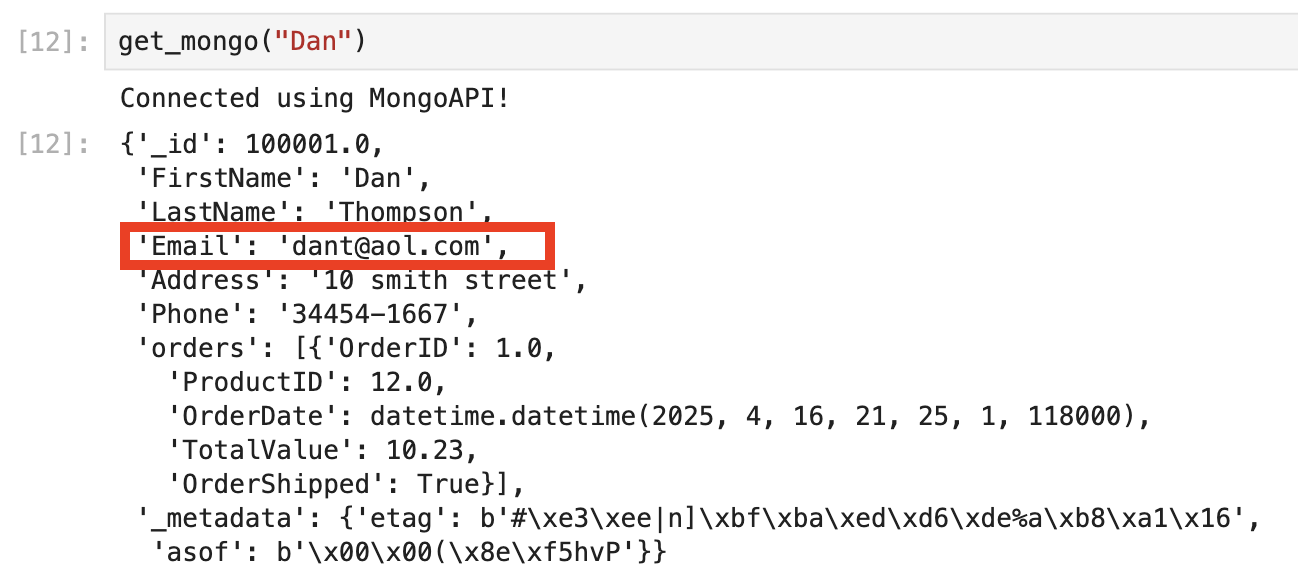 [12]: get_mongo("Dan")
Connected using MongoAPI!
[12]: {'_id': 100001.0,
'FirstName': 'Dan',
'LastName': 'Thompson',
'Email': 'dant@aol.com',
'Address': '10 smith street',
'Phone': '34454-1667',
'orders': [{'OrderID': 1.0,
'ProductID': 12.0,
'OrderDate': datetime.datetime(2025, 4, 16, 21, 25, 1, 118000),
'TotalValue': 10.23,
'OrderShipped': True}],
'_metadata': {'etag': b'#\xe3\xee|n]\xbf\xba\xed\xd6\xde%a\xb8\xa1\x16',
'asof': b'\x00\x00(\x8e\xf5hvP'}}